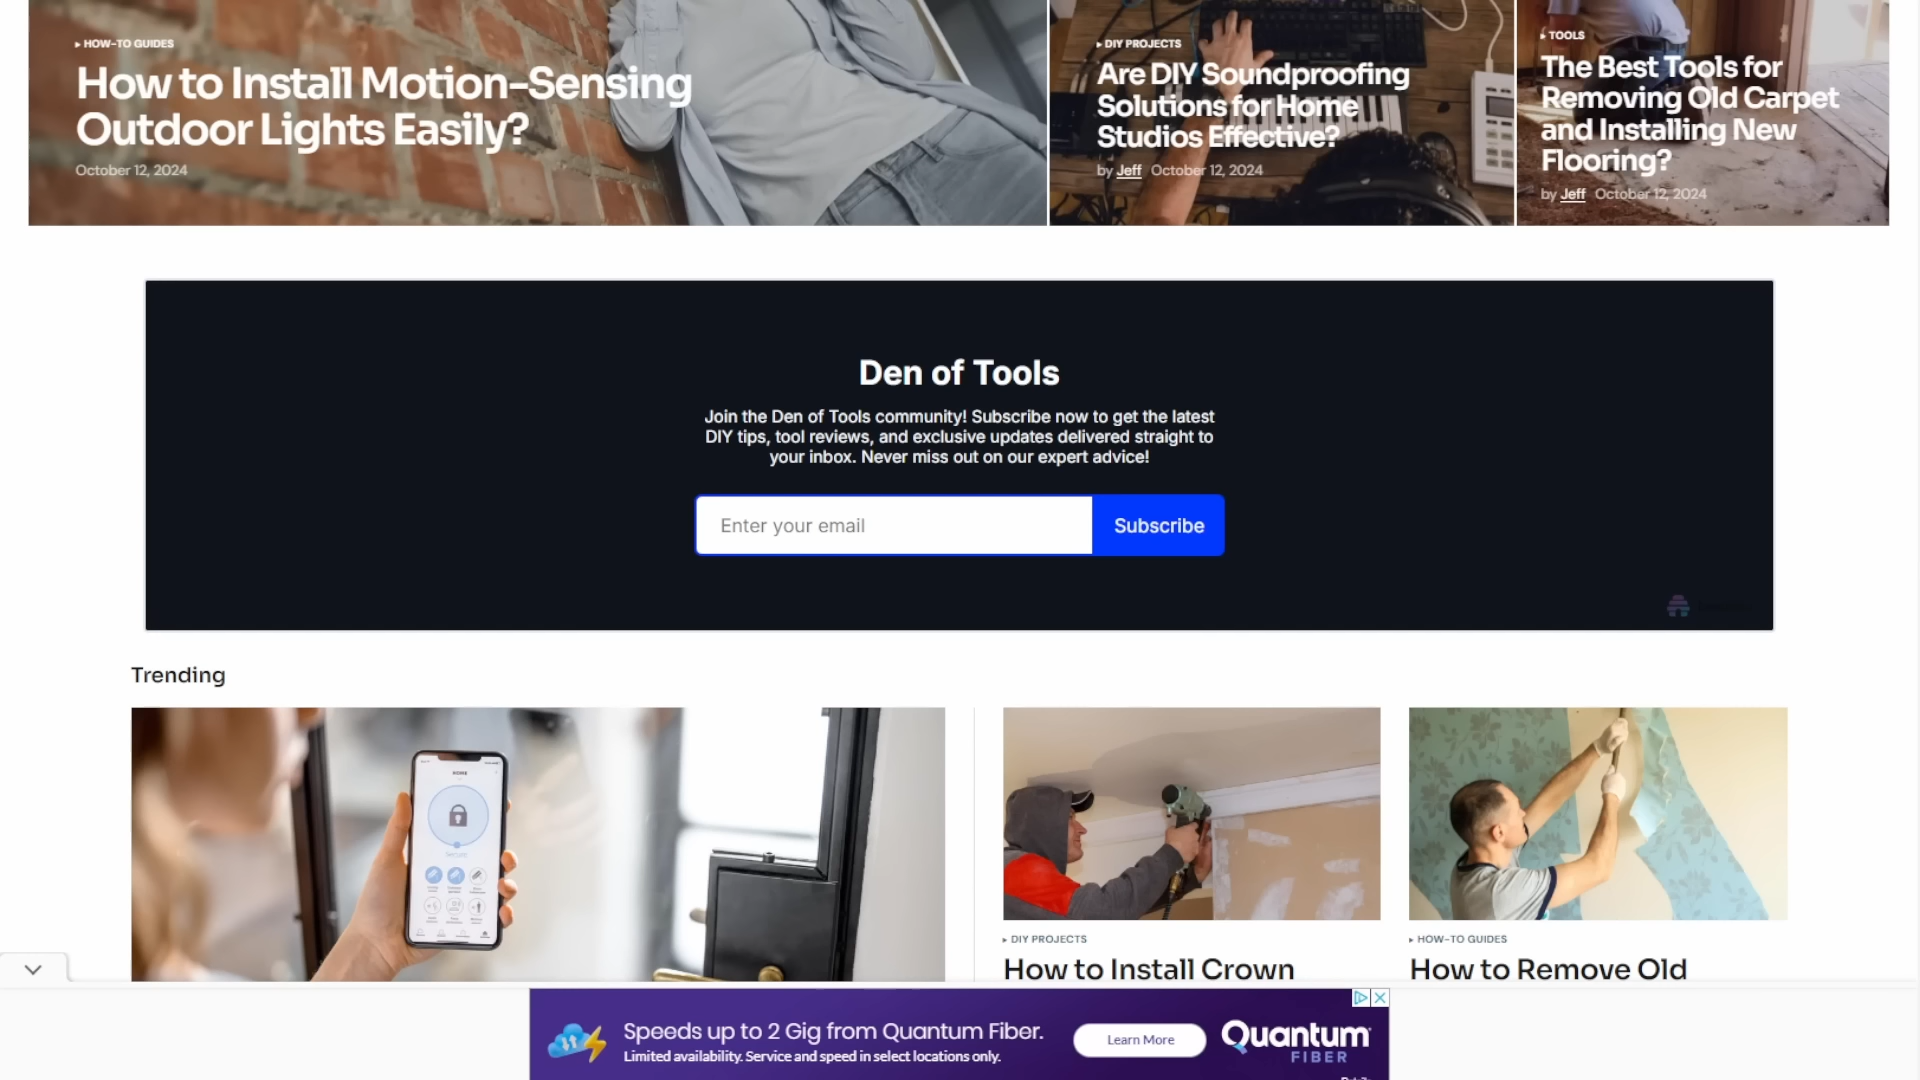 HOW-TO GUIDES
How to Install Motion-Sensing
Outdoor Lights Easily?
October 12, 2024
DIY PROJECTS
Are DIY Soundproofing
Solutions for Home
Studios Effective?
by Jeff October 12, 2024
TOOLS
The Best Tools for
Removing Old Carpet
and Installing New
Flooring?
by Jeff October 12, 2024
Den of Tools
Join the Den of Tools community! Subscribe now to get the latest
DIY tips, tool reviews, and exclusive updates delivered straight to
your inbox. Never miss out on our expert advice!
Enter your email
Subscribe
Trending
HOME
Secure
DIY PROJECTS
How to Install Crown
HOW-TO GUIDES
How to Remove Old
Speeds up to 2 Gig from Quantum Fiber.
Limited availability. Service and speed in select locations only.
Learn More
Quantum
FIBER